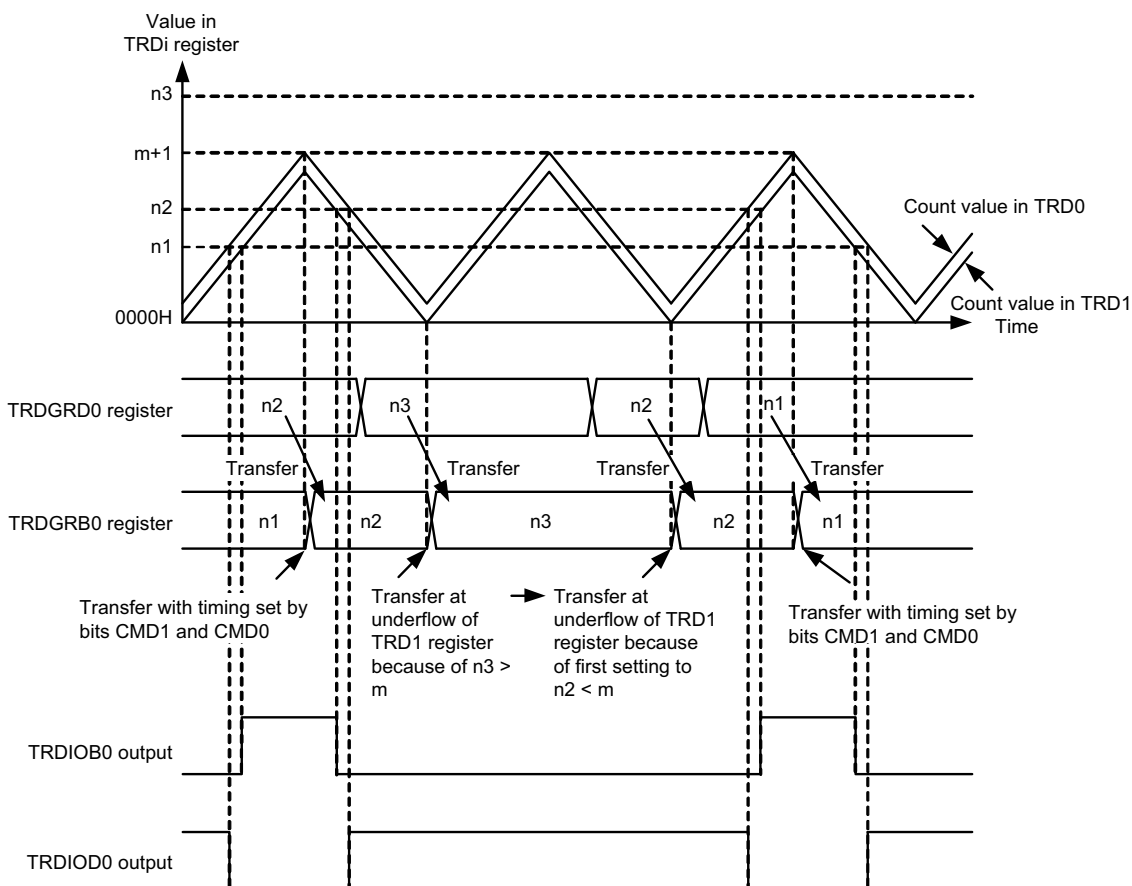 Value in
TRDi register
n3
m+1
n2
n1
0000H
Count value in TRD0
Count value in TRD1
Time
TRDGRD0 register
n2
n3
n2
n1
Transfer
Transfer
Transfer
Transfer
TRDGRB0 register
n1
n2
n3
n2
n1
Transfer with timing set by
bits CMD1 and CMD0
Transfer at
underflow of
TRD1 register
because of n3 >
m
Transfer at
underflow of TRD1
register because
of first setting to
n2 < m
Transfer with timing set by
bits CMD1 and CMD0
TRDIOB0 output
TRDIOD0 output